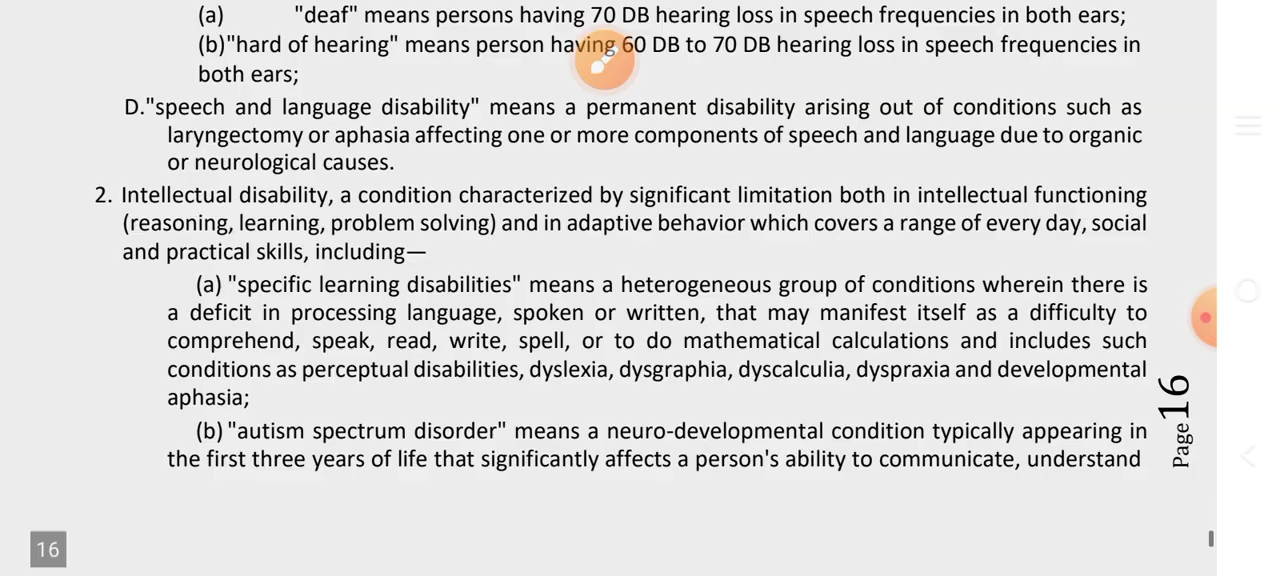 (a) "deaf" means persons having 70 DB hearing loss in speech frequencies in both ears;
(b)"hard of hearing" means person having 60 DB to 70 DB hearing loss in speech frequencies in
both ears;
D."speech and language disability" means a permanent disability arising out of conditions such as
laryngectomy or aphasia affecting one or more components of speech and language due to organic
or neurological causes.
2. Intellectual disability, a condition characterized by significant limitation both in intellectual functioning
(reasoning, learning, problem solving) and in adaptive behavior which covers a range of every day, social
and practical skills, including—
(a) "specific learning disabilities" means a heterogeneous group of conditions wherein there is
a deficit in processing language, spoken or written, that may manifest itself as a difficulty to
comprehend, speak, read, write, spell, or to do mathematical calculations and includes such
conditions as perceptual disabilities, dyslexia, dysgraphia, dyscalculia, dyspraxia and developmental
aphasia;
(b) "autism spectrum disorder" means a neuro-developmental condition typically appearing in
the first three years of life that significantly affects a person's ability to communicate, understand
Page 16
16